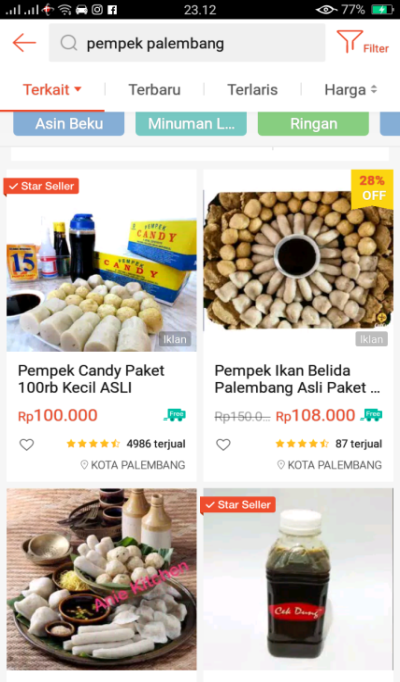 23.12
77%
pempek palembang
Filter
Terkait
Terbaru
Terlaris
Harga
Asin Beku
Minuman L...
Ringan
Star Seller
28%
OFF
PEMPEK
CANDY
PEMPEK
CANDY
15
Iklan
Iklan
Pempek Candy Paket
100rb Kecil ASLI
Pempek Ikan Belida
Palembang Asli Paket ...
Rp100.000
Free
Rp150.0...
Rp108.000
Free
4986 terjual
87 terjual
KOTA PALEMBANG
KOTA PALEMBANG
Star Seller
Anie Kitchen
Cek Dung